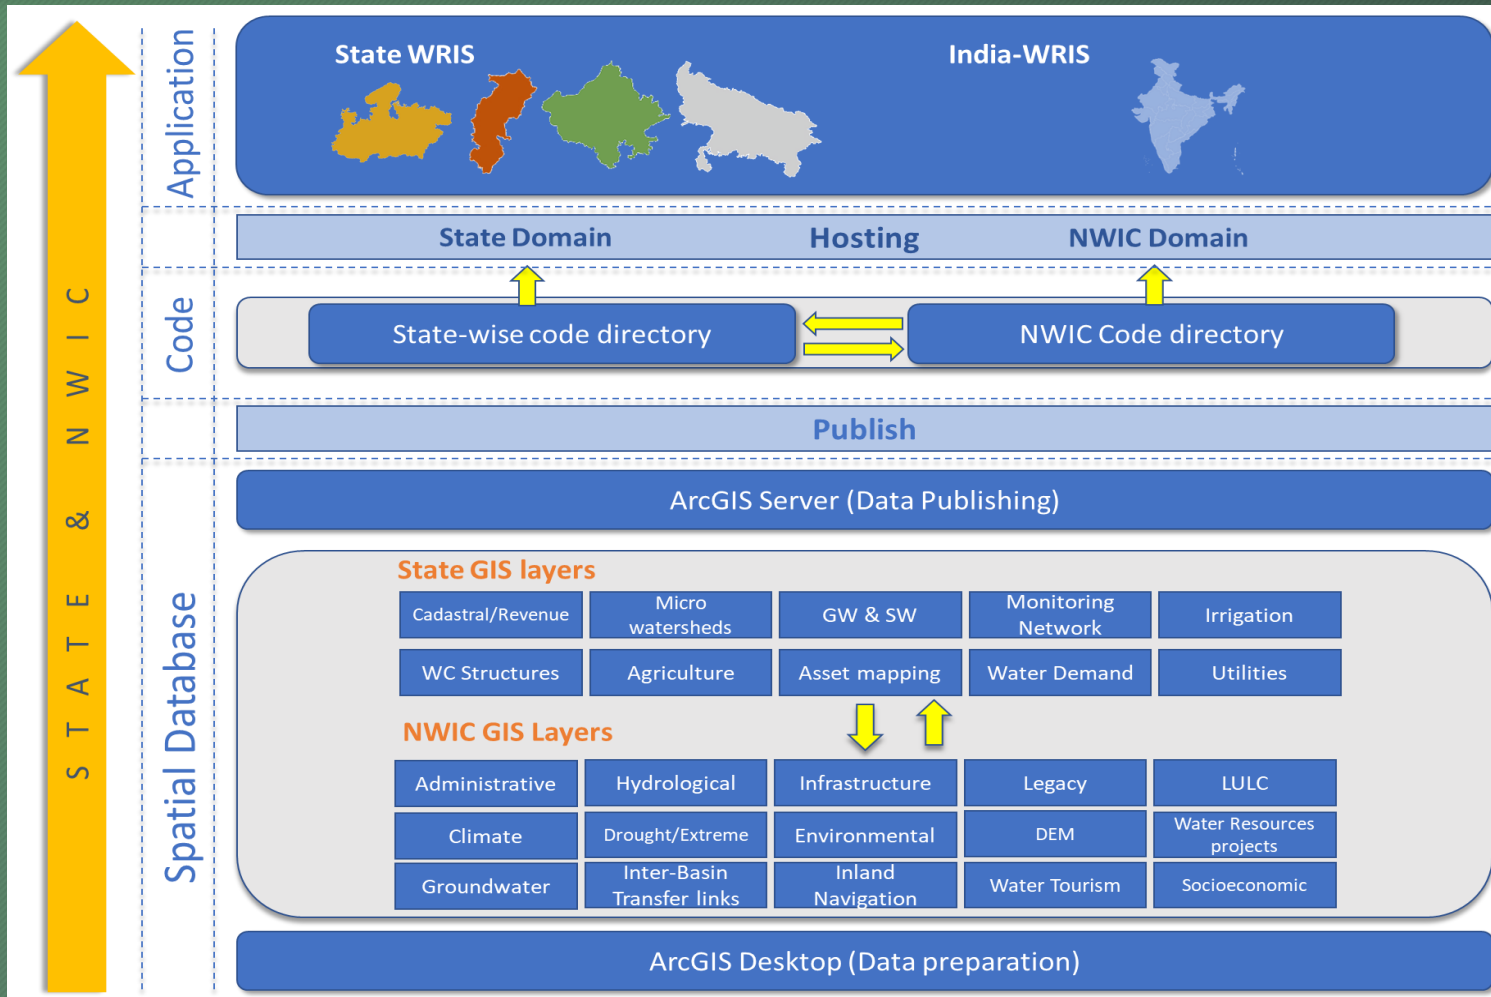 STATE & NWIC
Application
State WRIS
India-WRIS
State Domain
Hosting
NWIC Domain
Code
State-wise code directory
NWIC Code directory
Publish
Spatial Database
ArcGIS Server (Data Publishing)
State GIS layers
Cadastral/Revenue
Micro
watersheds
GW & SW
Monitoring
Network
Irrigation
WC Structures
Agriculture
Asset mapping
Water Demand
Utilities
NWIC GIS Layers
Administrative
Hydrological
Infrastructure
Legacy
LULC
Climate
Drought/Extreme
Environmental
DEM
Water Resources
projects
Groundwater
Inter-Basin
Transfer links
Inland
Navigation
Water Tourism
Socioeconomic
ArcGIS Desktop (Data preparation)